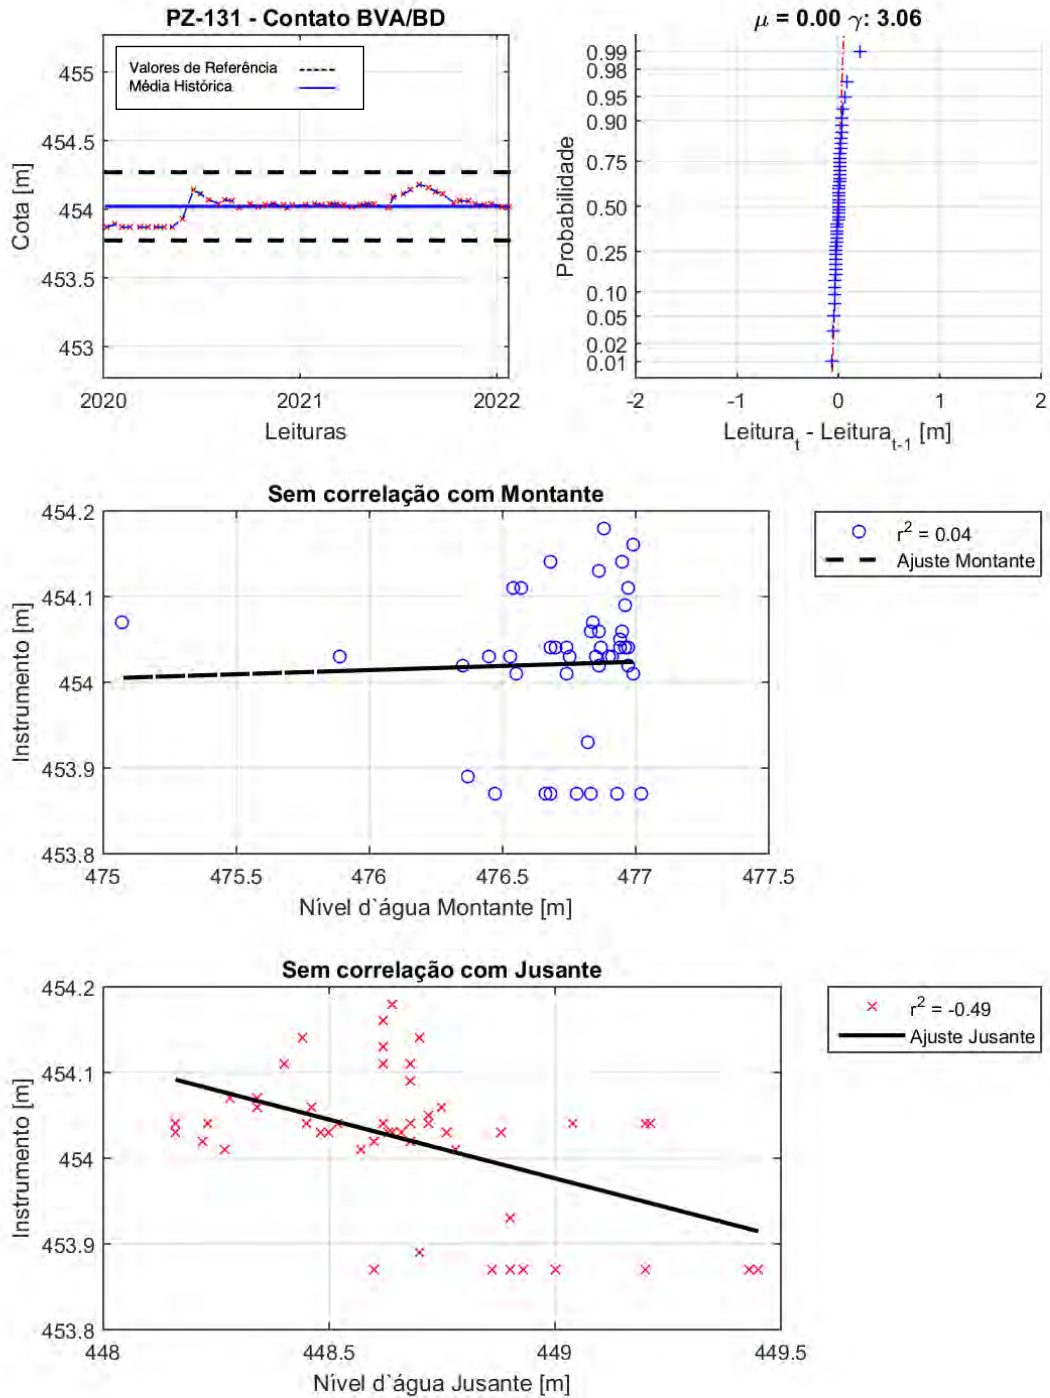 PZ-131 - Contato BVA/BD
Valores de Referência
Média Histórica
455
454.5
454
453.5
453
Cota [m]
2020 2021 2022
Leituras
μ = 0.00 γ: 3.06
0.99
0.98
0.95
0.90
0.75
0.50
0.25
0.10
0.05
0.02
0.01
Probabilidade
-2 -1 0 1 2
Leitura_t - Leitura_t-1 [m]
Sem correlação com Montante
454.2
454.1
454
453.9
453.8
Instrumento [m]
475 475.5 476 476.5 477 477.5
Nível d`água Montante [m]
r² = 0.04
Ajuste Montante
Sem correlação com Jusante
454.2
454.1
454
453.9
453.8
Instrumento [m]
448 448.5 449 449.5
Nível d`água Jusante [m]
r² = -0.49
Ajuste Jusante